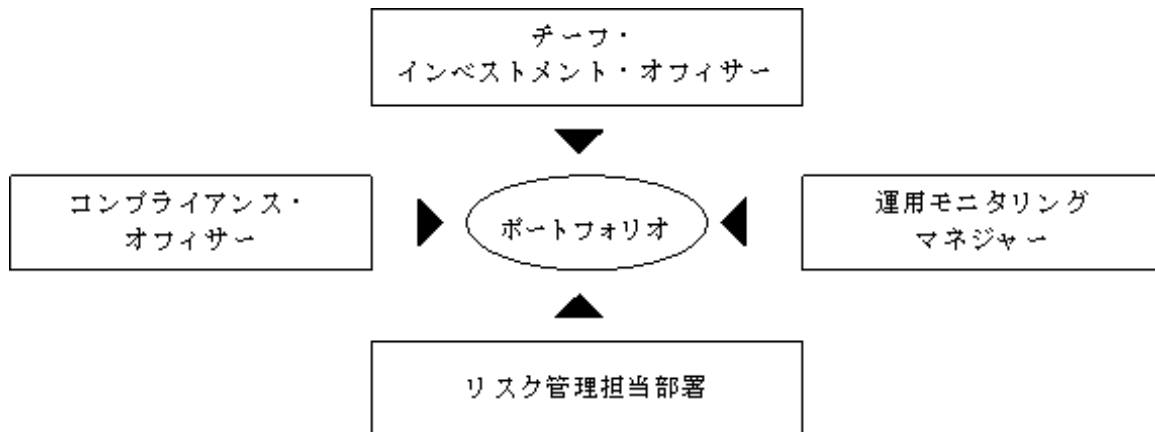 チーフ・
インベストメント・オフィサー
コンプライアンス・
オフィサー
ポートフォリオ
運用モニタリング
マネジャー
リスク管理担当部署